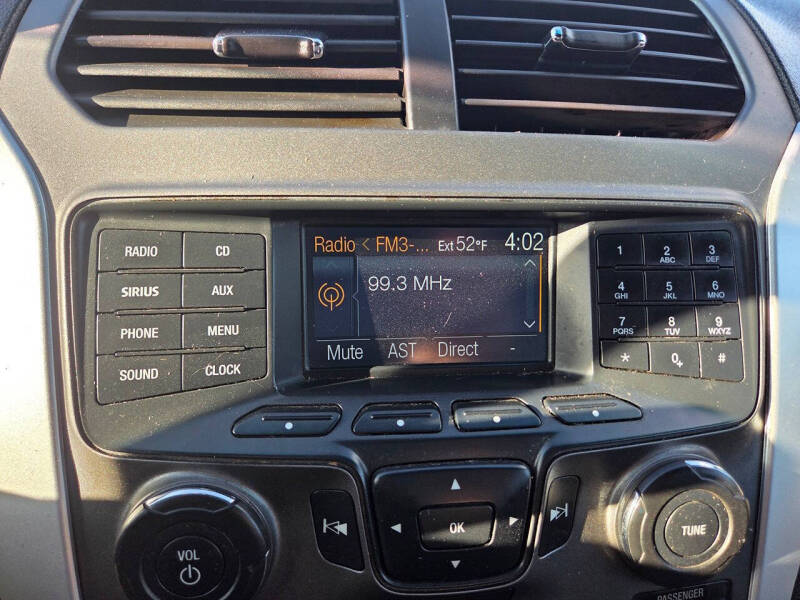 Radio < FM3-... Ext 52°F 4:02
99.3 MHz
Mute AST Direct -
RADIO CD
SIRIUS AUX
PHONE MENU
SOUND CLOCK
1 2 3
ABC DEF
4 5 6
GHI JKL MNO
7 8 9
PQRS TUV WXYZ
* 0+ #
VOL
OK
TUNE
PASSENGER